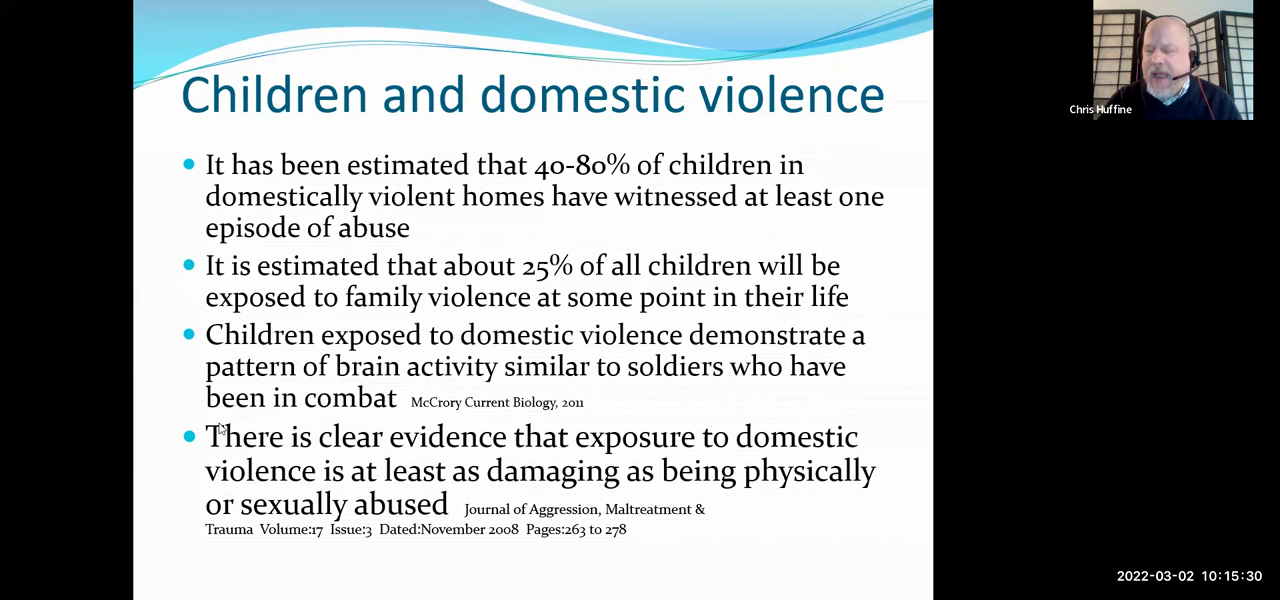 Children and domestic violence
Chris Huffine
It has been estimated that 40-80% of children in
domestically violent homes have witnessed at least one
episode of abuse
It is estimated that about 25% of all children will be
exposed to family violence at some point in their life
Children exposed to domestic violence demonstrate a
pattern of brain activity similar to soldiers who have
been in combat McCrory Current Biology, 2011
There is clear evidence that exposure to domestic
violence is at least as damaging as being physically
or sexually abused Journal of Aggression, Maltreatment &
Trauma Volume:17 Issue:3 Dated:November 2008 Pages:263 to 278
2022-03-02 10:15:30